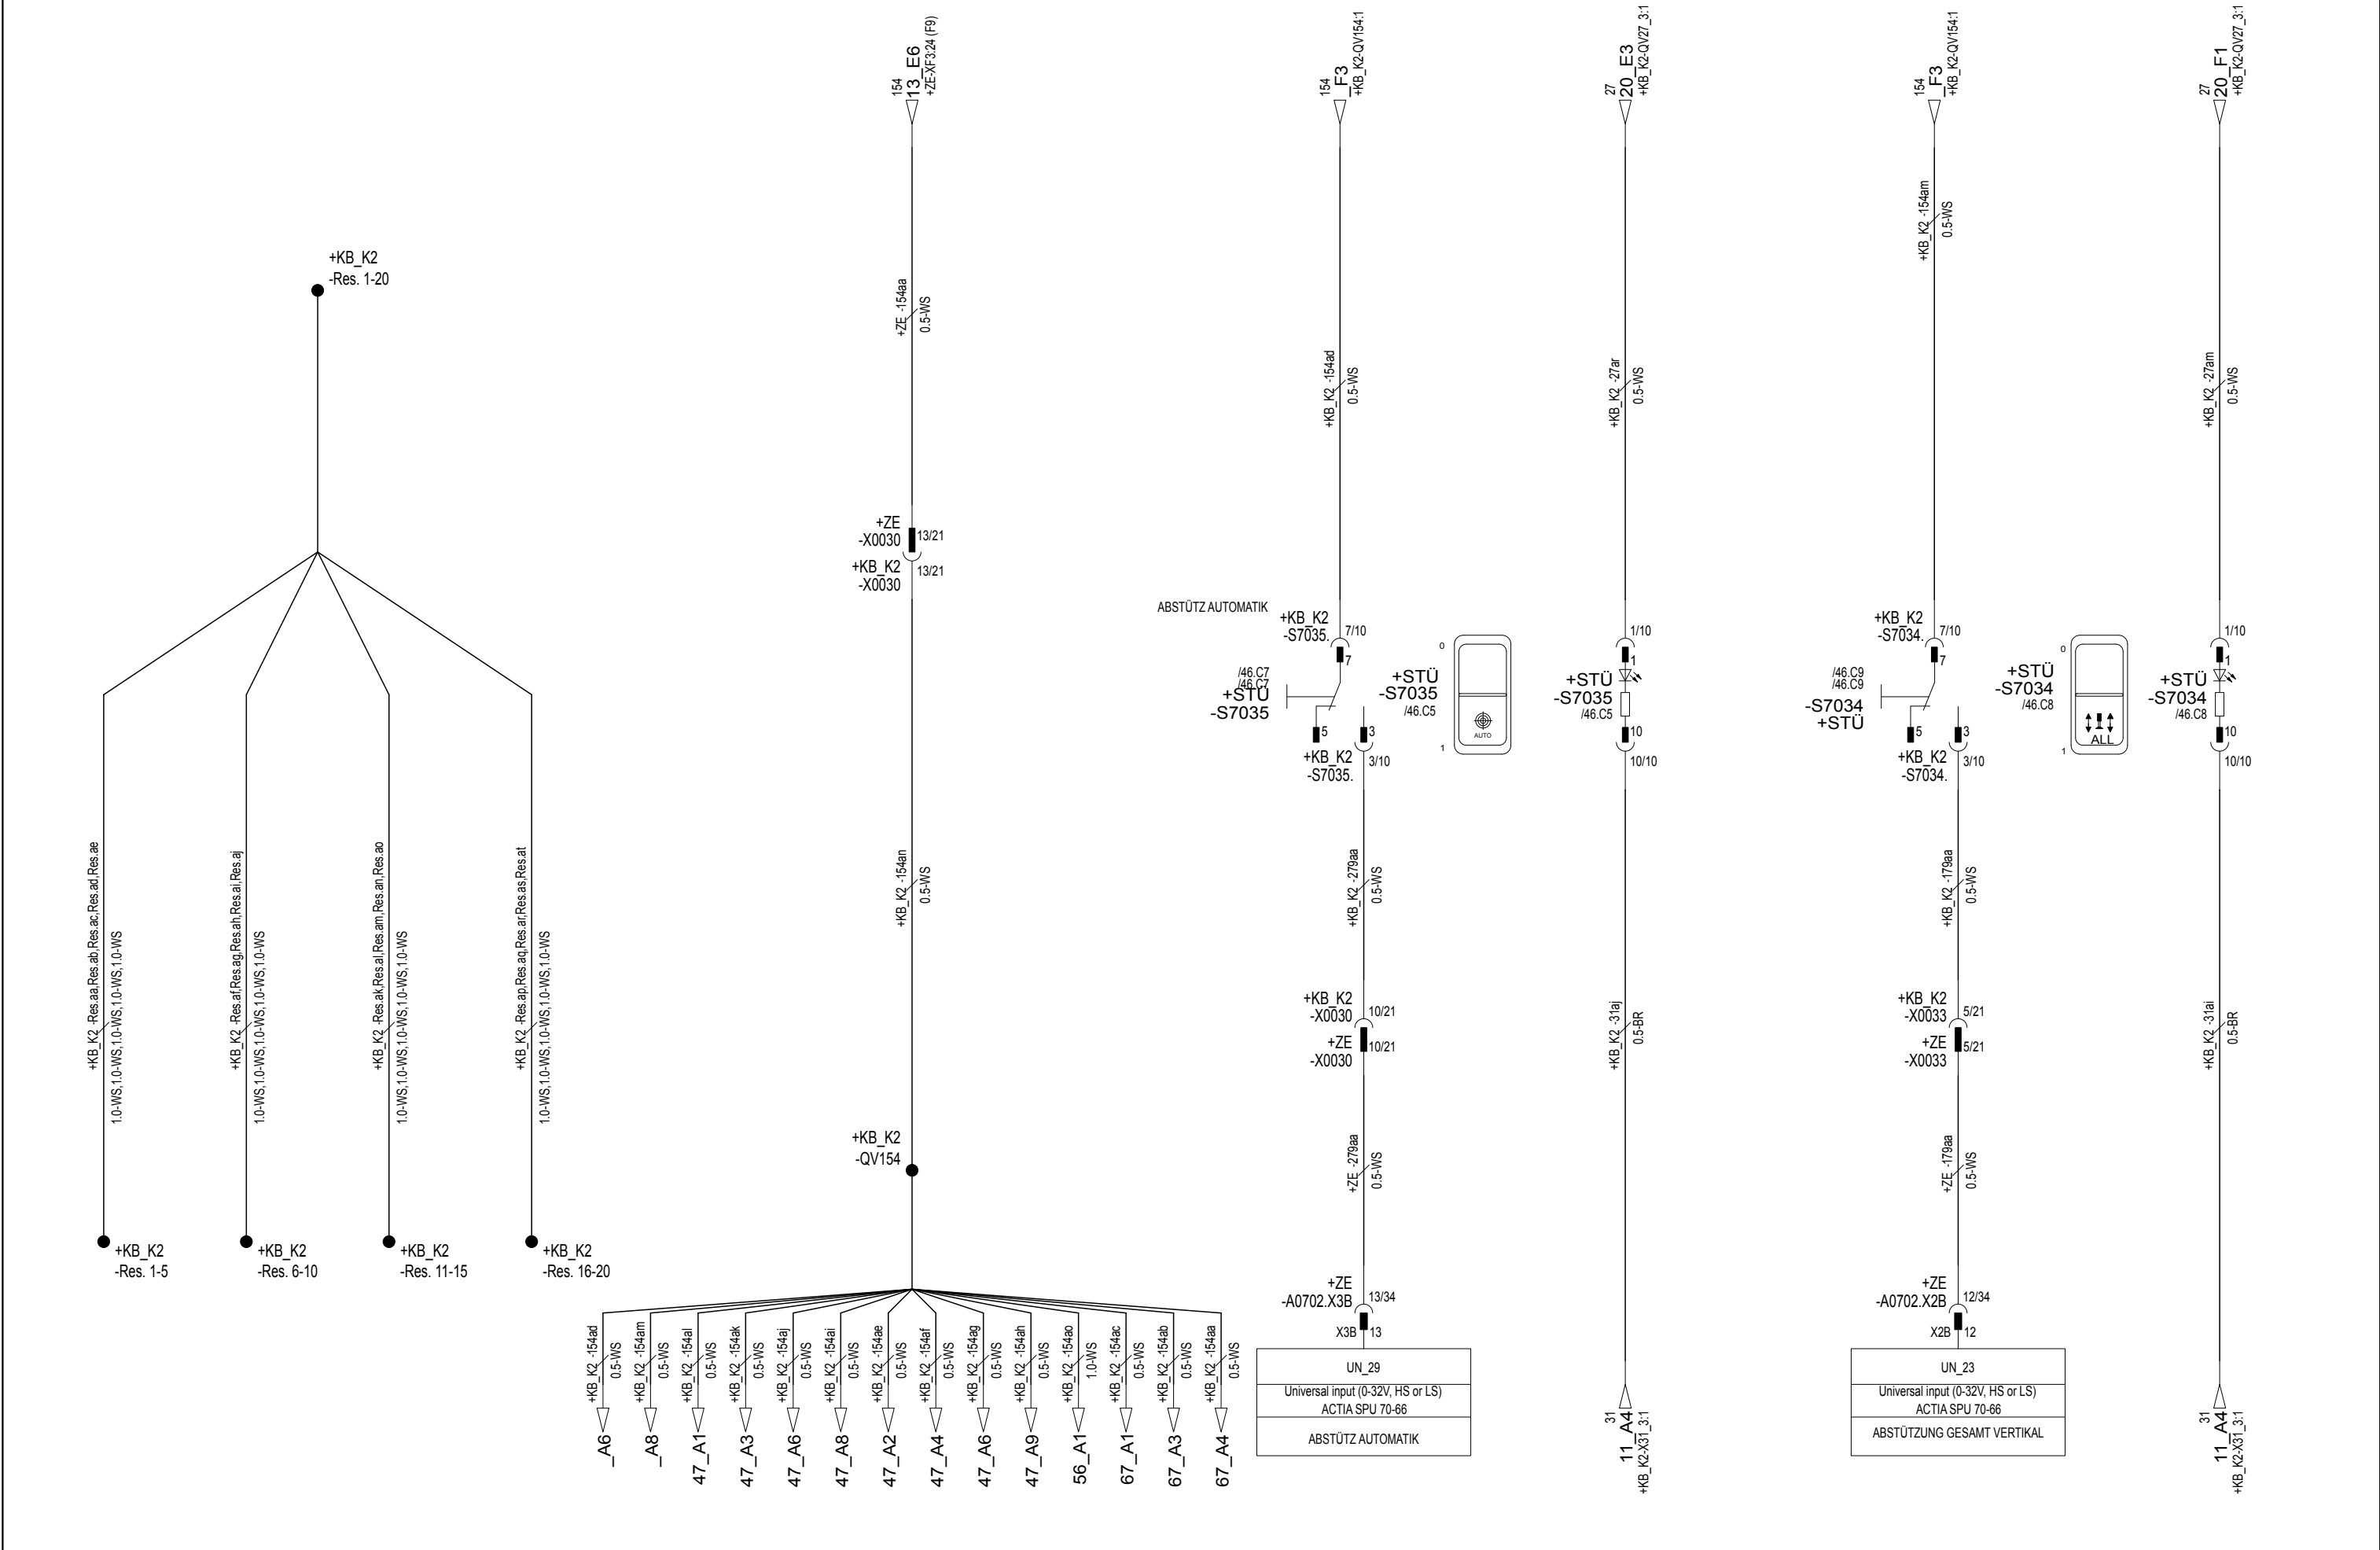 154
13_E6
+ZE-XF3:24 (F9)
154
_F3
+KB_K2-QV154:1
27
20_E3
+KB_K2-QV27_3:1
154
_F3
+KB_K2-QV154:1
27
20_F1
+KB_K2-QV27_3:1
+KB_K2
-Res. 1-20
+KB_K2 -Res.aa,Res.ab,Res.ac,Res.ad,Res.ae
1.0-WS,1.0-WS,1.0-WS,1.0-WS,1.0-WS
+KB_K2 -Res.af,Res.ag,Res.ah,Res.ai,Res.aj
1.0-WS,1.0-WS,1.0-WS,1.0-WS,1.0-WS
+KB_K2 -Res.ak,Res.al,Res.am,Res.an,Res.ao
1.0-WS,1.0-WS,1.0-WS,1.0-WS,1.0-WS
+KB_K2 -Res.ap,Res.aq,Res.ar,Res.as,Res.at
1.0-WS,1.0-WS,1.0-WS,1.0-WS,1.0-WS
+KB_K2
-Res. 1-5
+KB_K2
-Res. 6-10
+KB_K2
-Res. 11-15
+KB_K2
-Res. 16-20
+ZE -154aa
0.5-WS
+ZE
-X0030
13/21
+KB_K2
-X0030
13/21
+KB_K2 -154an
0.5-WS
+KB_K2
-QV154
+KB_K2 -154ad
0.5-WS
_A6
+KB_K2 -154am
0.5-WS
_A8
+KB_K2 -154al
0.5-WS
47_A1
+KB_K2 -154ak
0.5-WS
47_A3
+KB_K2 -154aj
0.5-WS
47_A6
+KB_K2 -154ai
0.5-WS
47_A8
+KB_K2 -154ae
0.5-WS
47_A2
+KB_K2 -154af
0.5-WS
47_A4
+KB_K2 -154ag
0.5-WS
47_A6
+KB_K2 -154ah
0.5-WS
47_A9
+KB_K2 -154ao
1.0-WS
56_A1
+KB_K2 -154ac
0.5-WS
67_A1
+KB_K2 -154ab
0.5-WS
67_A3
+KB_K2 -154aa
0.5-WS
67_A4
+KB_K2 -154ad
0.5-WS
ABSTÜTZ AUTOMATIK
+KB_K2
-S7035.
7/10
7
/46.C7
/46.C7
+STÜ
-S7035
5
3
+KB_K2
-S7035.
3/10
+STÜ
-S7035
/46.C5
0
AUTO
1
+KB_K2 -279aa
0.5-WS
+KB_K2
-X0030
10/21
+ZE
-X0030
10/21
+ZE -279aa
0.5-WS
+ZE
-A0702.X3B
13/34
X3B
13
UN_29
Universal input (0-32V, HS or LS)
ACTIA SPU 70-66
ABSTÜTZ AUTOMATIK
+KB_K2 -27ar
0.5-WS
1/10
1
+STÜ
-S7035
/46.C5
10
10/10
+KB_K2 -31aj
0.5-BR
31
11_A4
+KB_K2-X31_3:1
+KB_K2 -154am
0.5-WS
+KB_K2
-S7034.
7/10
7
/46.C9
/46.C9
-S7034
+STÜ
5
3
+KB_K2
-S7034.
3/10
+STÜ
-S7034
/46.C8
0
ALL
1
+KB_K2 -179aa
0.5-WS
+KB_K2
-X0033
5/21
+ZE
-X0033
5/21
+ZE -179aa
0.5-WS
+ZE
-A0702.X2B
12/34
X2B
12
UN_23
Universal input (0-32V, HS or LS)
ACTIA SPU 70-66
ABSTÜTZUNG GESAMT VERTIKAL
+KB_K2 -27am
0.5-WS
1/10
1
+STÜ
-S7034
/46.C8
10
10/10
+KB_K2 -31ai
0.5-BR
31
11_A4
+KB_K2-X31_3:1